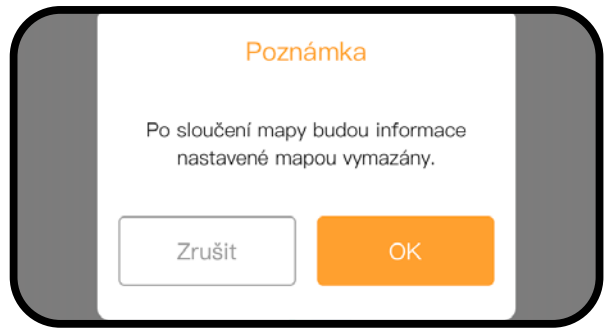 Poznámka
Po sloučení mapy budou informace
nastavené mapou vymazány.
Zrušit
OK